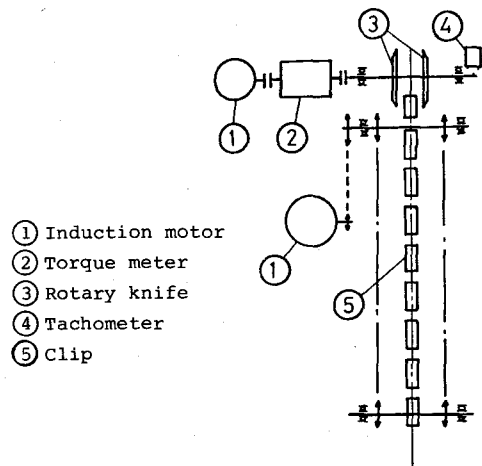 ③
④
①
②
①
① Induction motor
② Torque meter
③ Rotary knife
④ Tachometer
⑤ Clip
⑤